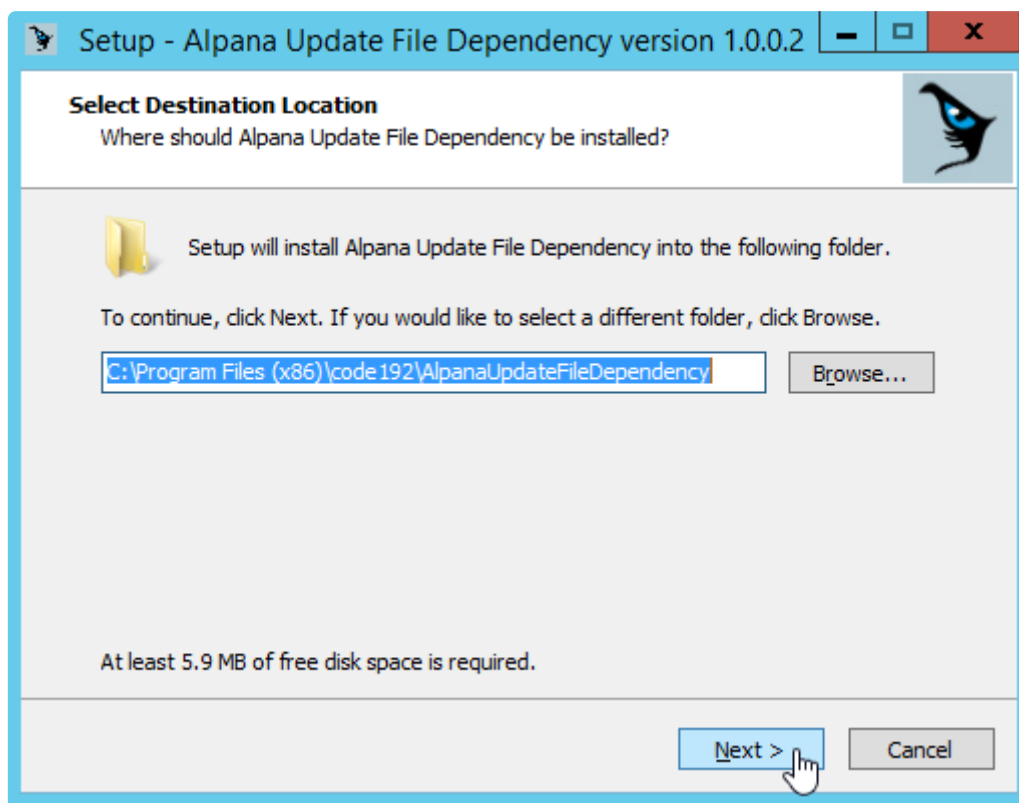 Setup - Alpana Update File Dependency version 1.0.0.2
Select Destination Location
Where should Alpana Update File Dependency be installed?
Setup will install Alpana Update File Dependency into the following folder.
To continue, click Next. If you would like to select a different folder, click Browse.
C:\Program Files (x86)\code192\AlpanaUpdateFileDependency
Browse...
At least 5.9 MB of free disk space is required.
Next >
Cancel